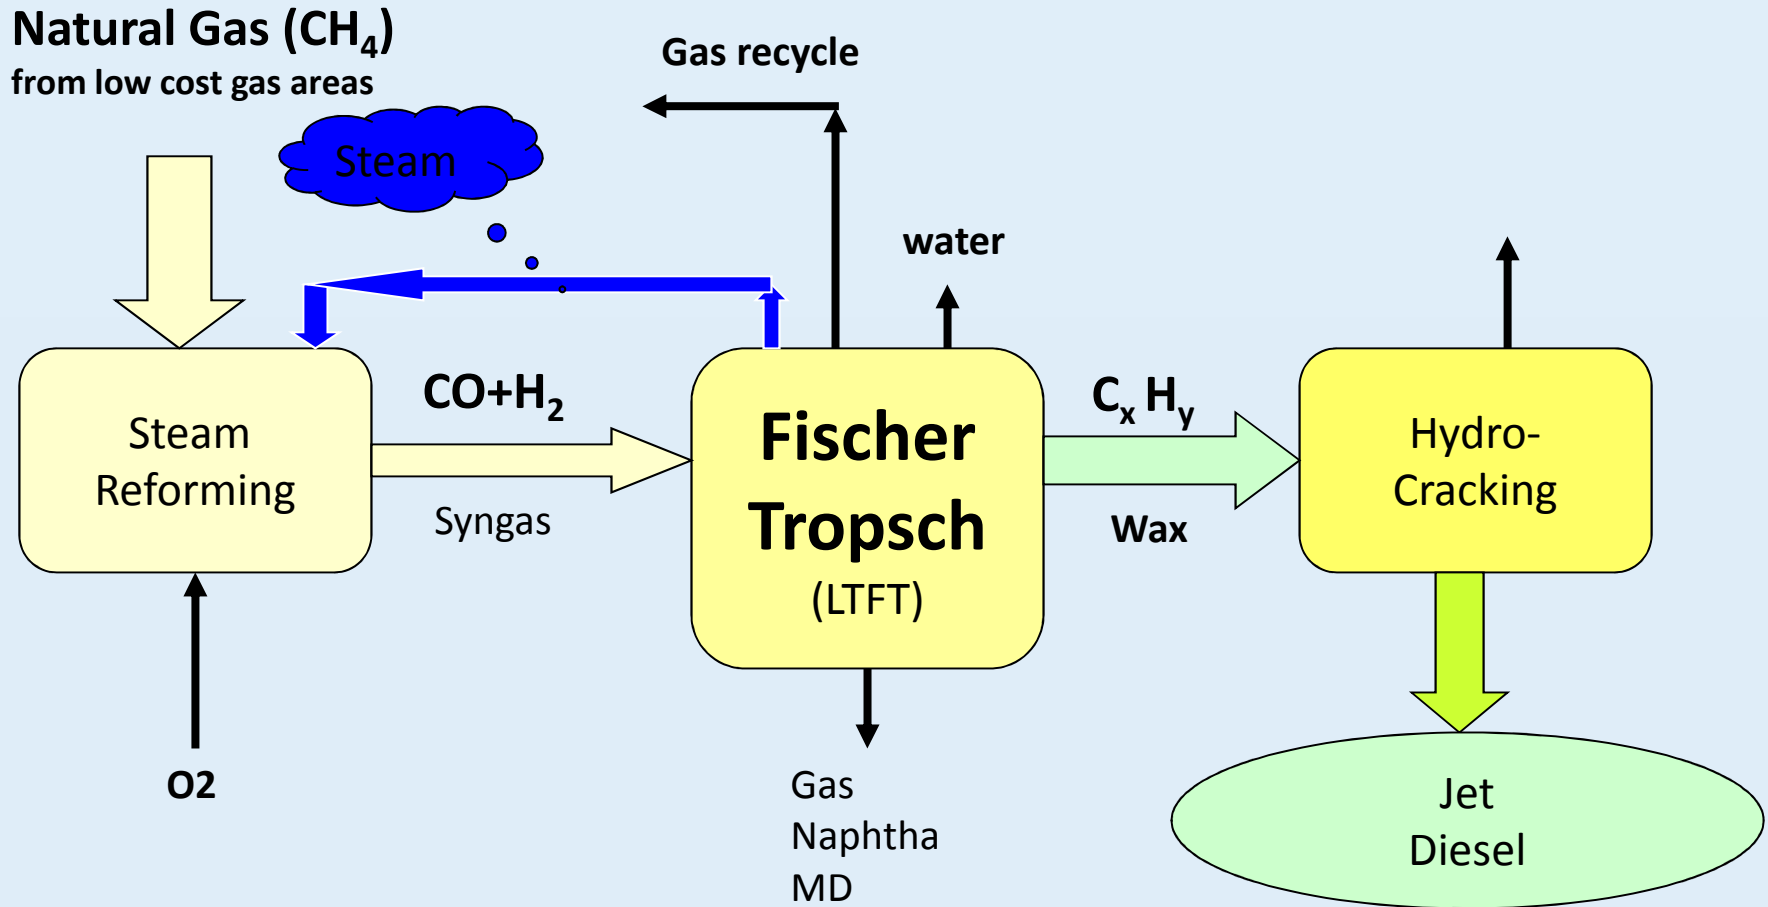 Natural Gas (CH₄)
from low cost gas areas
Gas recycle
Steam
water
CO+H₂
Syngas
Steam
Reforming
Fischer
Tropsch
(LTFT)
Cₓ Hᵧ
Wax
Hydro-
Cracking
O2
Gas
Naphtha
MD
Jet
Diesel